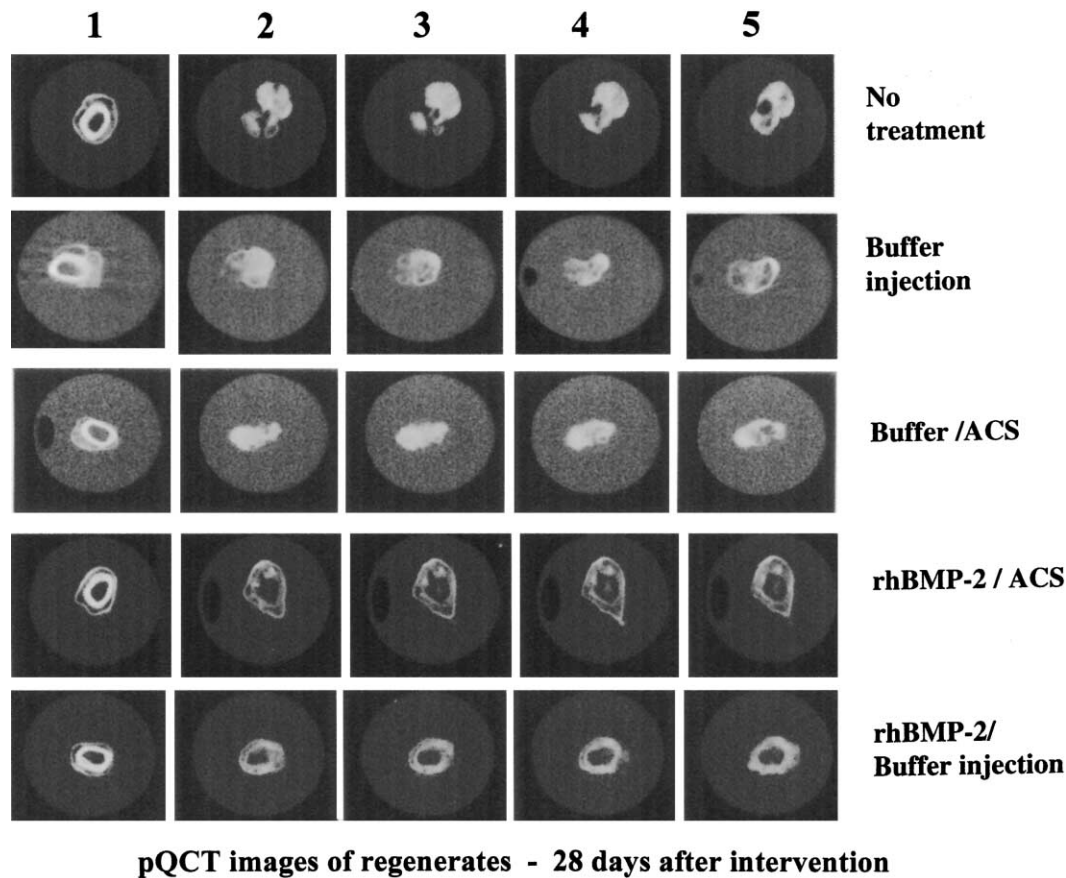 1 2 3 4 5
No
treatment
Buffer
injection
Buffer /ACS
rhBMP-2 / ACS
rhBMP-2/
Buffer injection
pQCT images of regenerates - 28 days after intervention